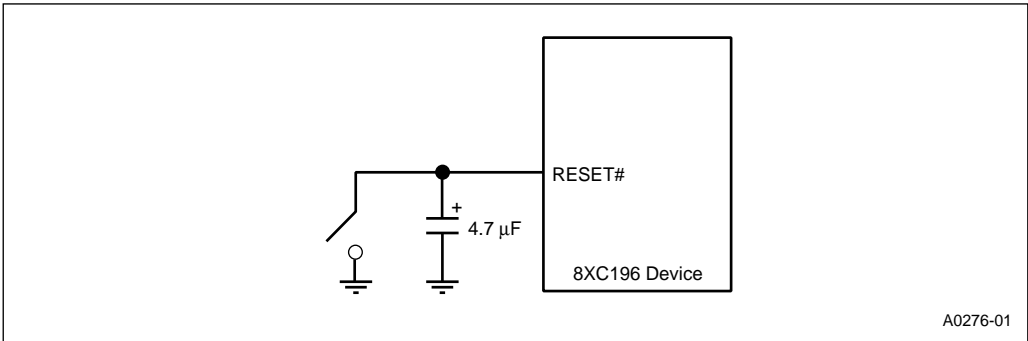 RESET#
+
4.7 µF
8XC196 Device
A0276-01